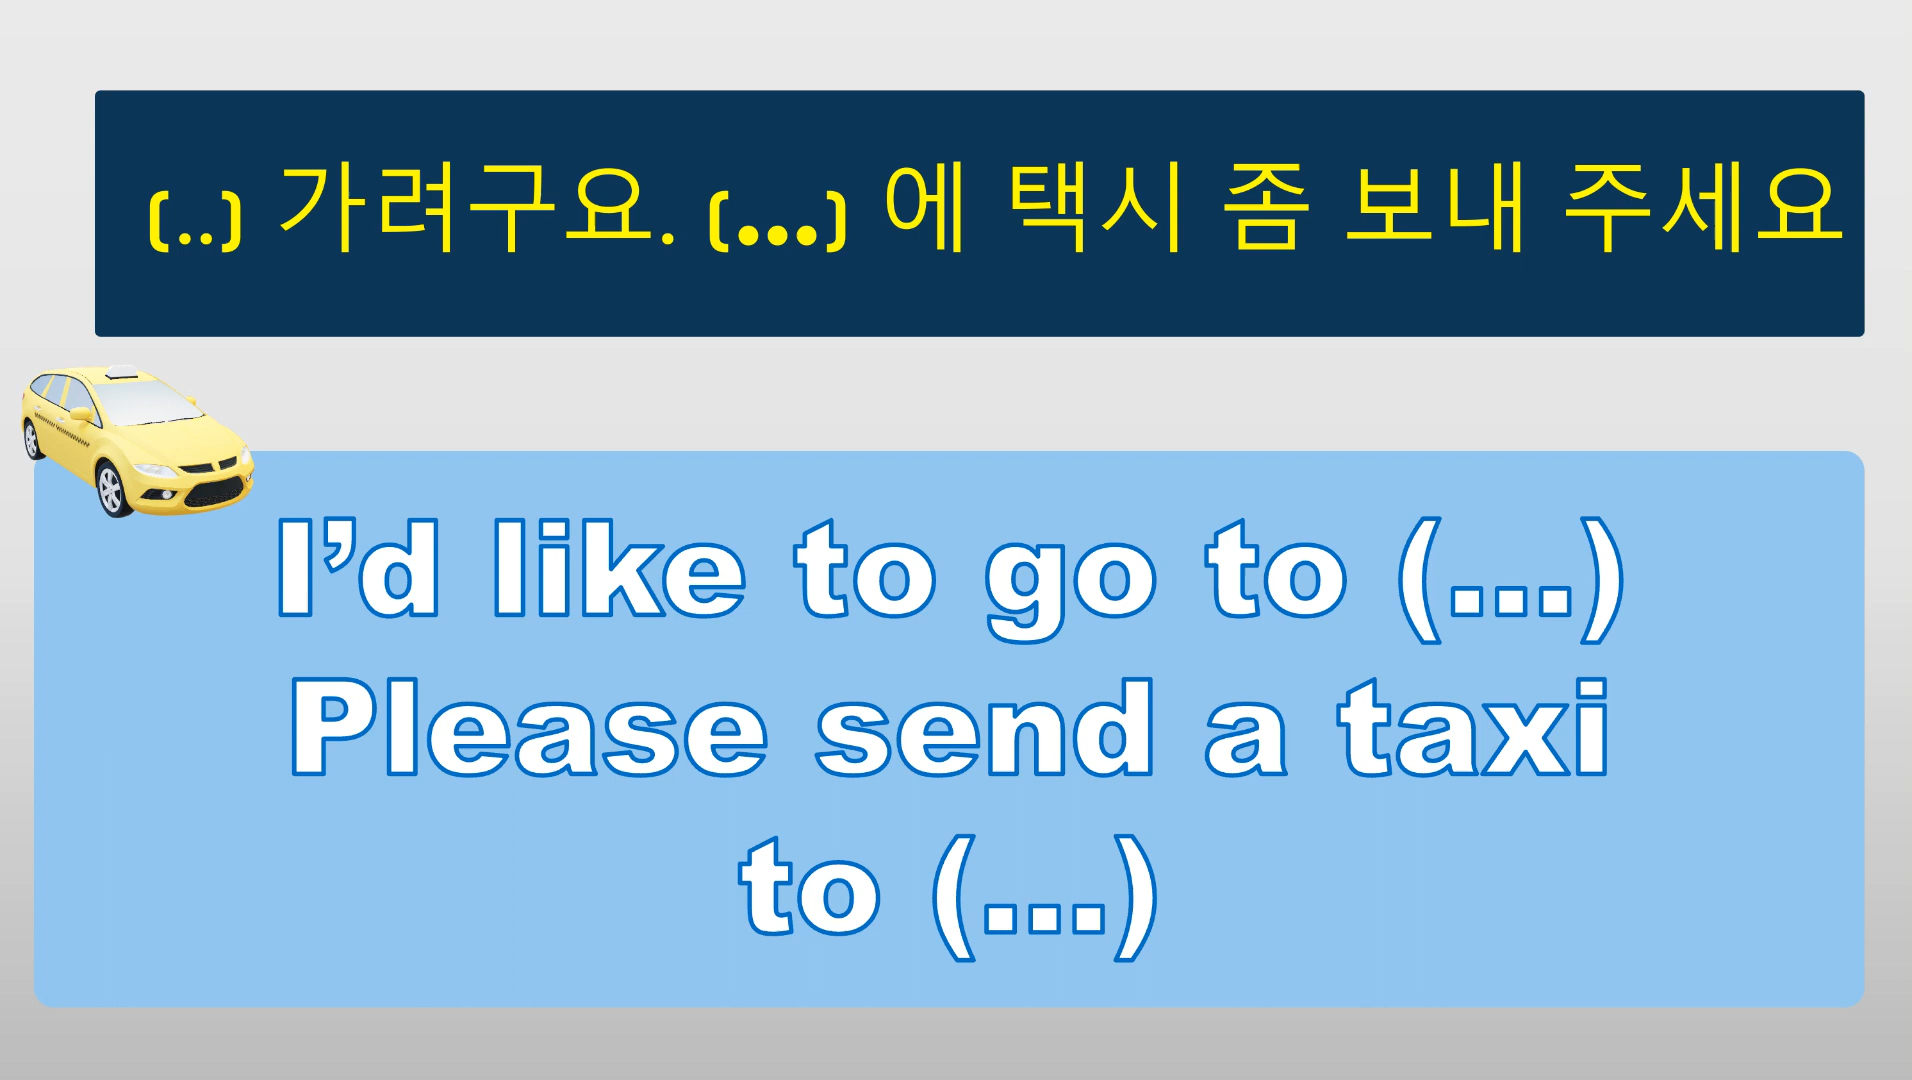 (..) 가려구요. (...) 에 택시 좀 보내 주세요
I’d like to go to (...)
Please send a taxi
to (...)